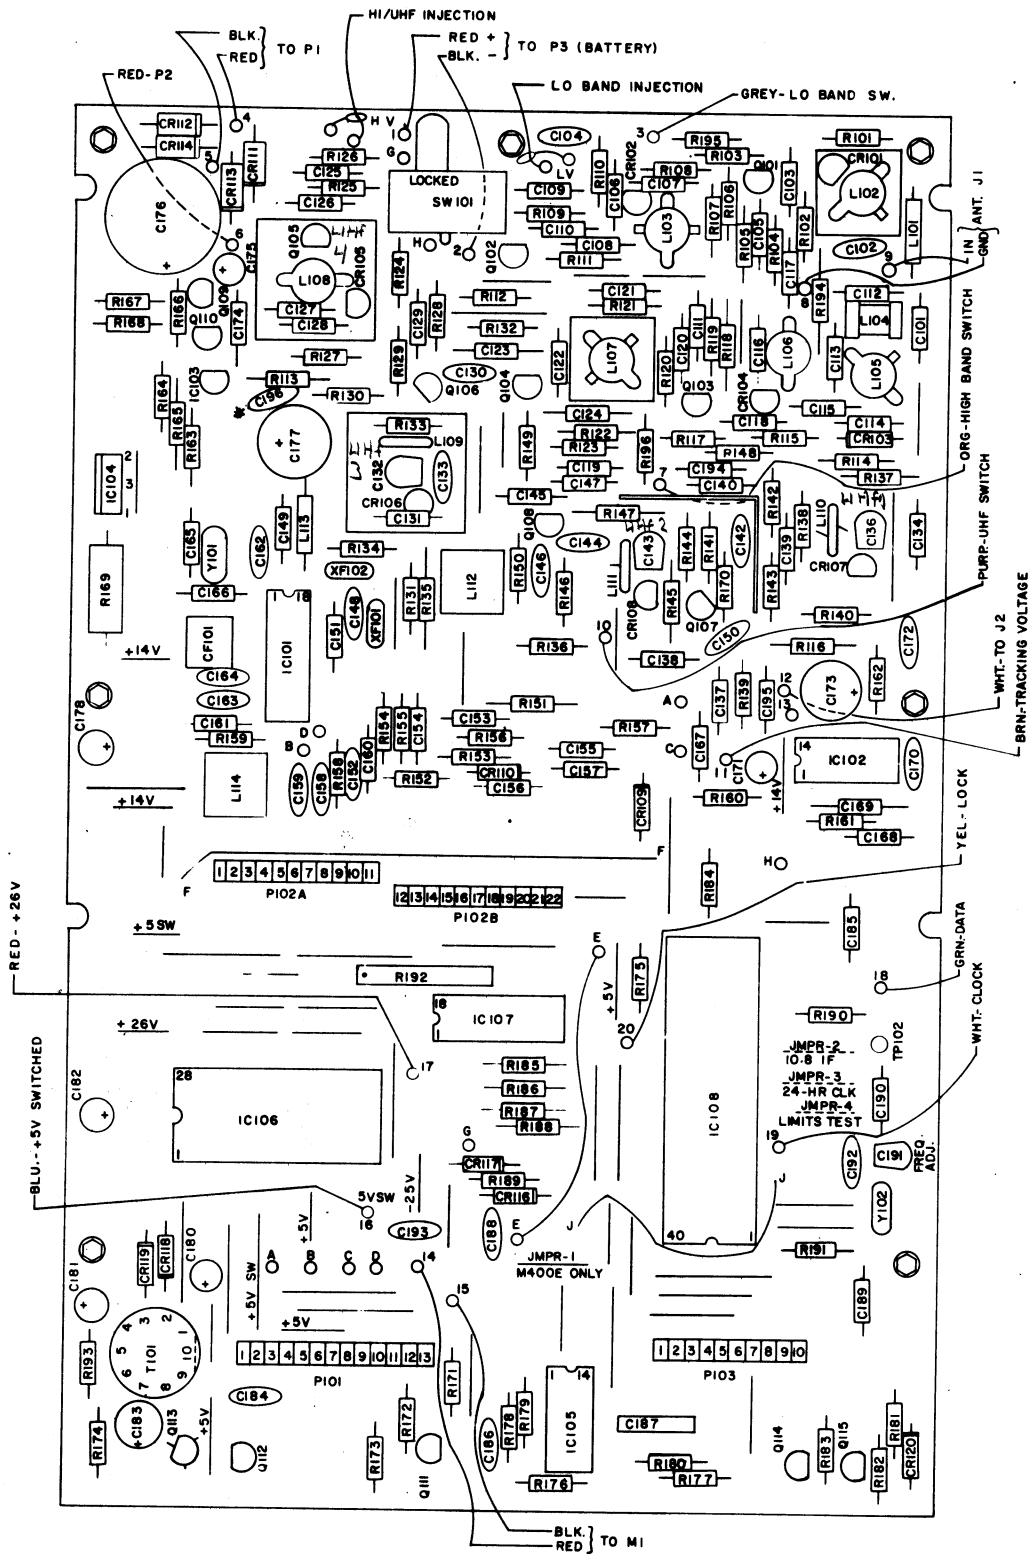 HI/UHF INJECTION
BLK.
RED
TO P1
RED +
BLK. -
TO P3 (BATTERY)
RED-P2
LO BAND INJECTION
GREY-LO BAND SW.
CR112
4
H V
1
C104
3
R195
R101
CR114
5
CR113
CR111
R126
G
R110
CR102
R103
Q101
CR101
C125
R125
C126
LOCKED
SW101
LV
C109
C106
R108
C107
C103
L102
ANT. J1
C176
+
R109
C110
L103
R107
R106
R105
C105
R104
R102
C102
L101
IN
GND
6
C175
+
Q105
L108
CR105
H
2
Q102
C108
R111
C117
9
8
R124
R167
R166
Q109
Q110
C127
C128
R112
C121
R121
R194
C112
L104
C101
R168
C174
C129
R128
R132
L107
C111
R119
R118
C116
L106
C113
L105
R127
R129
C123
C122
R120
C120
R164
IC103
R113
C130
Q106
Q104
Q103
CR104
R165
R163
C196
R130
C124
C118
C115
C114
+
C177
R133
L109
R149
R122
R123
R196
R117
R115
CR103
ORG-HIGH BAND SWITCH
IC104
2
3
1
C132
C133
C119
C147
7
C194
R148
C140
R114
R137
CR106
C131
C145
R147
R142
L110
C136
C165
Y101
C162
C149
L113
R134
Q108
C144
L111
C143
R144
R141
C142
C139
R138
CR107
C134
PURP.-UHF SWITCH
R169
C166
XF102
L112
R150
C146
R146
CR108
R145
Q107
R170
R143
18
IC101
1
C151
C148
XF101
R131
R135
R140
CF101
+14V
10
R136
C150
C138
R116
C172
WHT.-TO J2
BRN-TRACKING VOLTAGE
C164
C163
C178
+
C161
R159
D
B
R154
R155
C154
C153
R151
A
C137
R139
C195
12
13
C173
+
R162
R156
R157
C
C167
11
C171
+
14
IC102
1
C170
L114
C159
C158
R158
C152
C160
R153
CR110
C156
C155
C157
R152
+14V
CR109
R160
+14V
C169
R161
C168
YEL.-LOCK
F
F
H
1 2 3 4 5 6 7 8 9 10 11
P102A
12 13 14 15 16 17 18 19 20 21 22
P102B
R184
RED-+26V
+5SW
E
+5V
R175
C185
GRN-DATA
18
R192
18
IC107
1
20
R190
TP102
WHT.-CLOCK
BLU.-+5V SWITCHED
+26V
17
R185
JMPR-2
10.8 IF
JMPR-3
24-HR CLK
JMPR-4
LIMITS TEST
C190
C182
28
IC106
1
R186
R187
R188
IC108
19
FREQ. ADJ.
C191
C192
G
CR117
R189
CR116
-25V
5VSW
16
J
J
Y102
C193
C188
E
40
1
JMPR-1
M400E ONLY
R191
C181
+
CR119
CR118
C180
+
+5V SW
A
+5V
B
C
D
14
15
C189
R193
T101
1
2
3
4
5
6
7
8
9
10
+5V
1 2 3 4 5 6 7 8 9 10 11 12 13
P101
R171
1 2 3 4 5 6 7 8 9 10
P103
C184
1
14
IC105
R174
+C183
Q113
+5V
Q112
R173
R172
Q111
C186
R178
R179
C187
R180
R177
Q114
R183
Q115
R182
R181
CR120
R176
BLK.
RED
TO M1